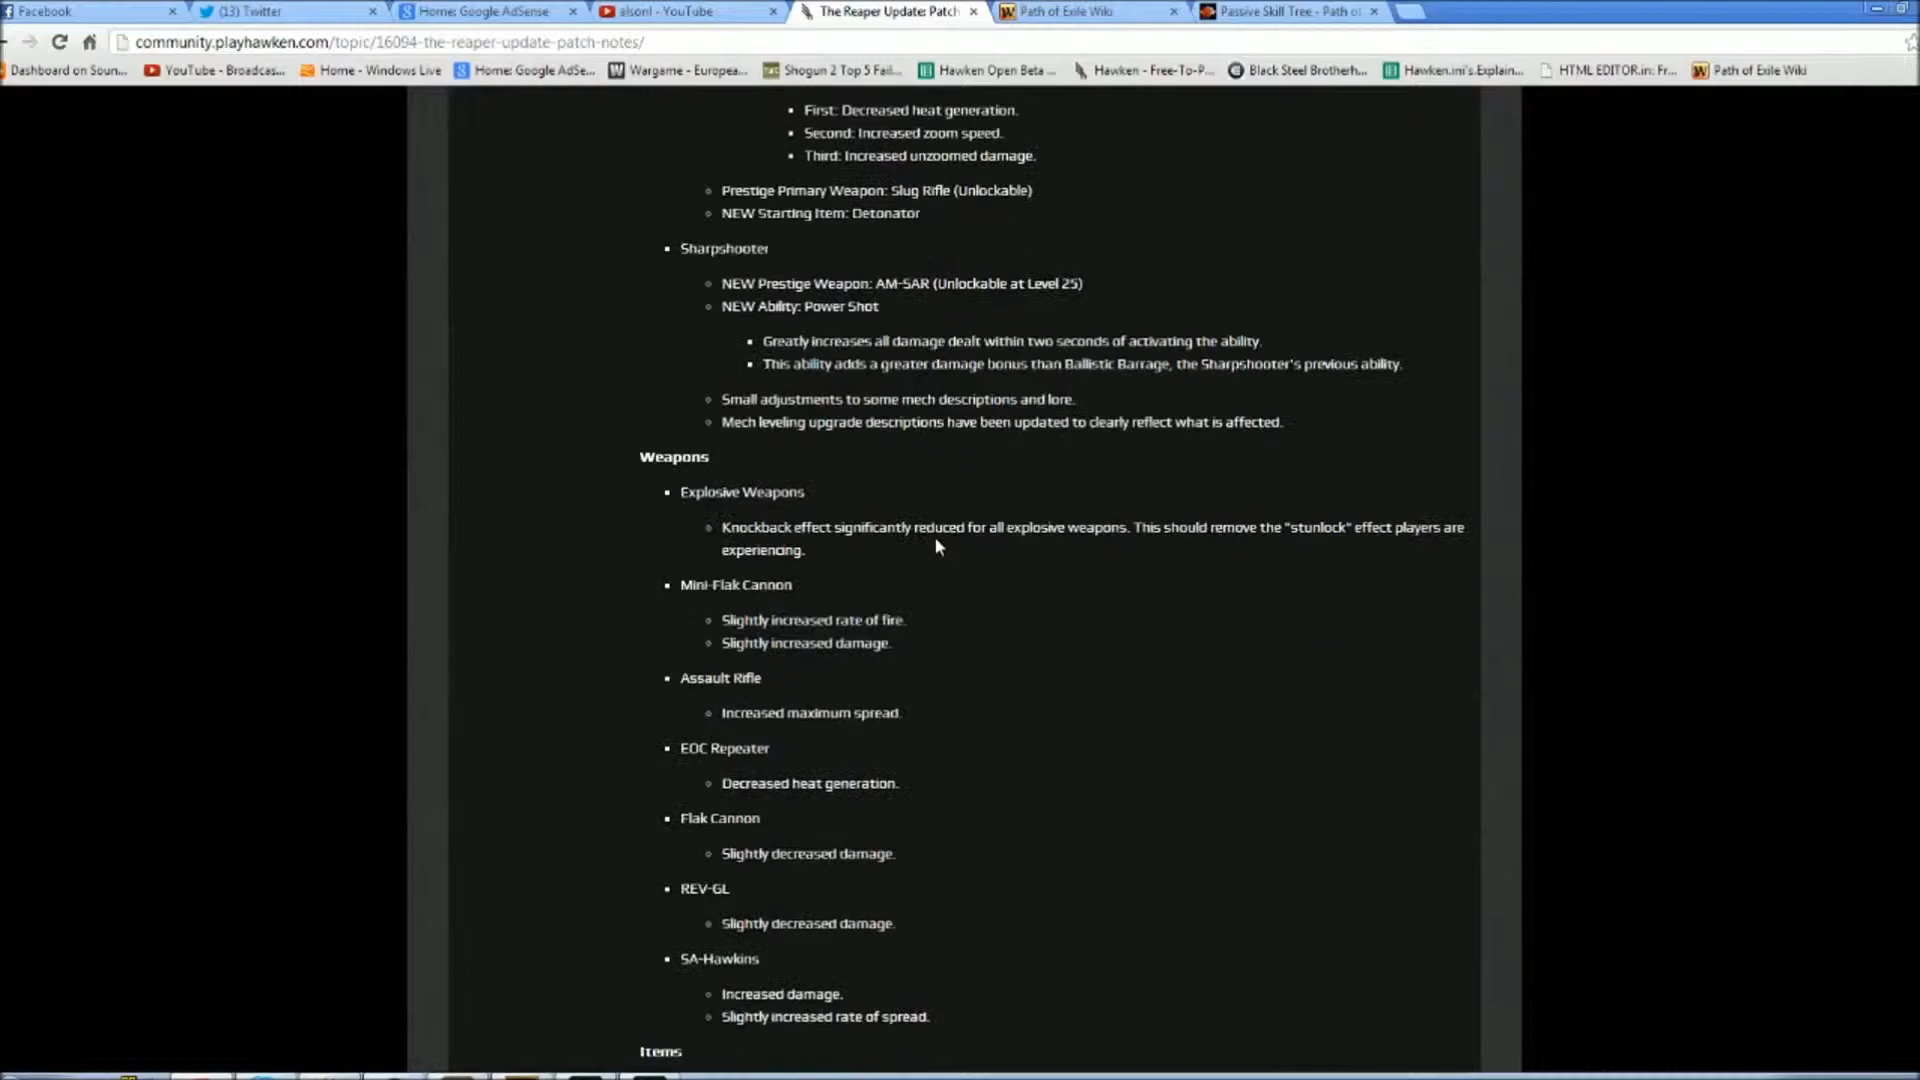 Facebook
(13) Twitter
Home: Google AdSense
alsonl - YouTube
The Reaper Update: Patch
Path of Exile Wiki
Passive Skill Tree - Path of
community.playhawken.com/topic/16094-the-reaper-update-patch-notes/
Dashboard on Soun...
YouTube - Broadcas...
Home - Windows Live
Home: Google AdSe...
Wargame - Europea...
Shogun 2 Top 5 Fail...
Hawken Open Beta ...
Hawken - Free-To-P...
Black Steel Brotherh...
Hawken.ini's Explain...
HTML EDITOR.in: Fr...
Path of Exile Wiki
First: Decreased heat generation.
Second: Increased zoom speed.
Third: Increased unzoomed damage.
Prestige Primary Weapon: Slug Rifle (Unlockable)
NEW Starting Item: Detonator
Sharpshooter
NEW Prestige Weapon: AM-SAR (Unlockable at Level 25)
NEW Ability: Power Shot
Greatly increases all damage dealt within two seconds of activating the ability.
This ability adds a greater damage bonus than Ballistic Barrage, the Sharpshooter's previous ability.
Small adjustments to some mech descriptions and lore.
Mech leveling upgrade descriptions have been updated to clearly reflect what is affected.
Weapons
Explosive Weapons
Knockback effect significantly reduced for all explosive weapons. This should remove the "stunlock" effect players are
experiencing.
Mini-Flak Cannon
Slightly increased rate of fire.
Slightly increased damage.
Assault Rifle
Increased maximum spread.
EOC Repeater
Decreased heat generation.
Flak Cannon
Slightly decreased damage.
REV-GL
Slightly decreased damage.
SA-Hawkins
Increased damage.
Slightly increased rate of spread.
Items